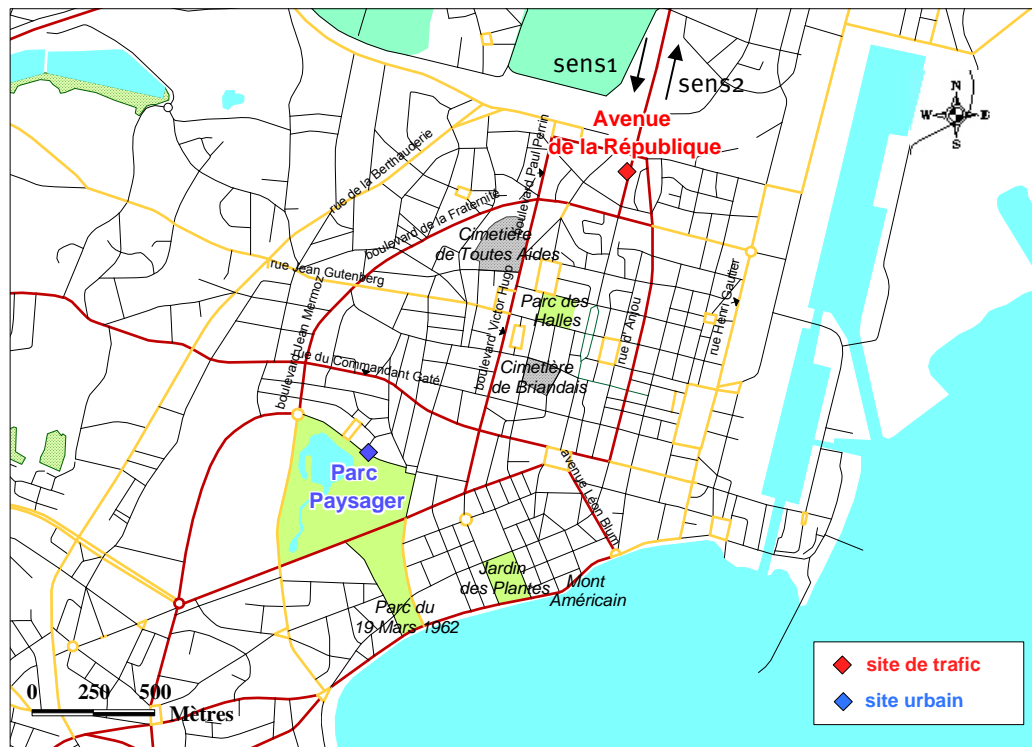 sens1
sens2
N
W
E
S
Avenue
de la République
boulevard Paul Perrin
rue de la Berthauderie
boulevard de la Fraternité
Cimetière
de Toutes Aides
rue Jean Gutenberg
boulevard Jean Mermoz
boulevard Victor Hugo
Parc des
Halles
rue d' Anjou
rue Henri Gautier
rue du Commandant Gaté
Cimetière
de Briandais
Parc
Paysager
avenue Léon Blum
Jardin
des Plantes
Mont
Américain
Parc du
19 Mars 1962
site de trafic
site urbain
0 250 500
Mètres